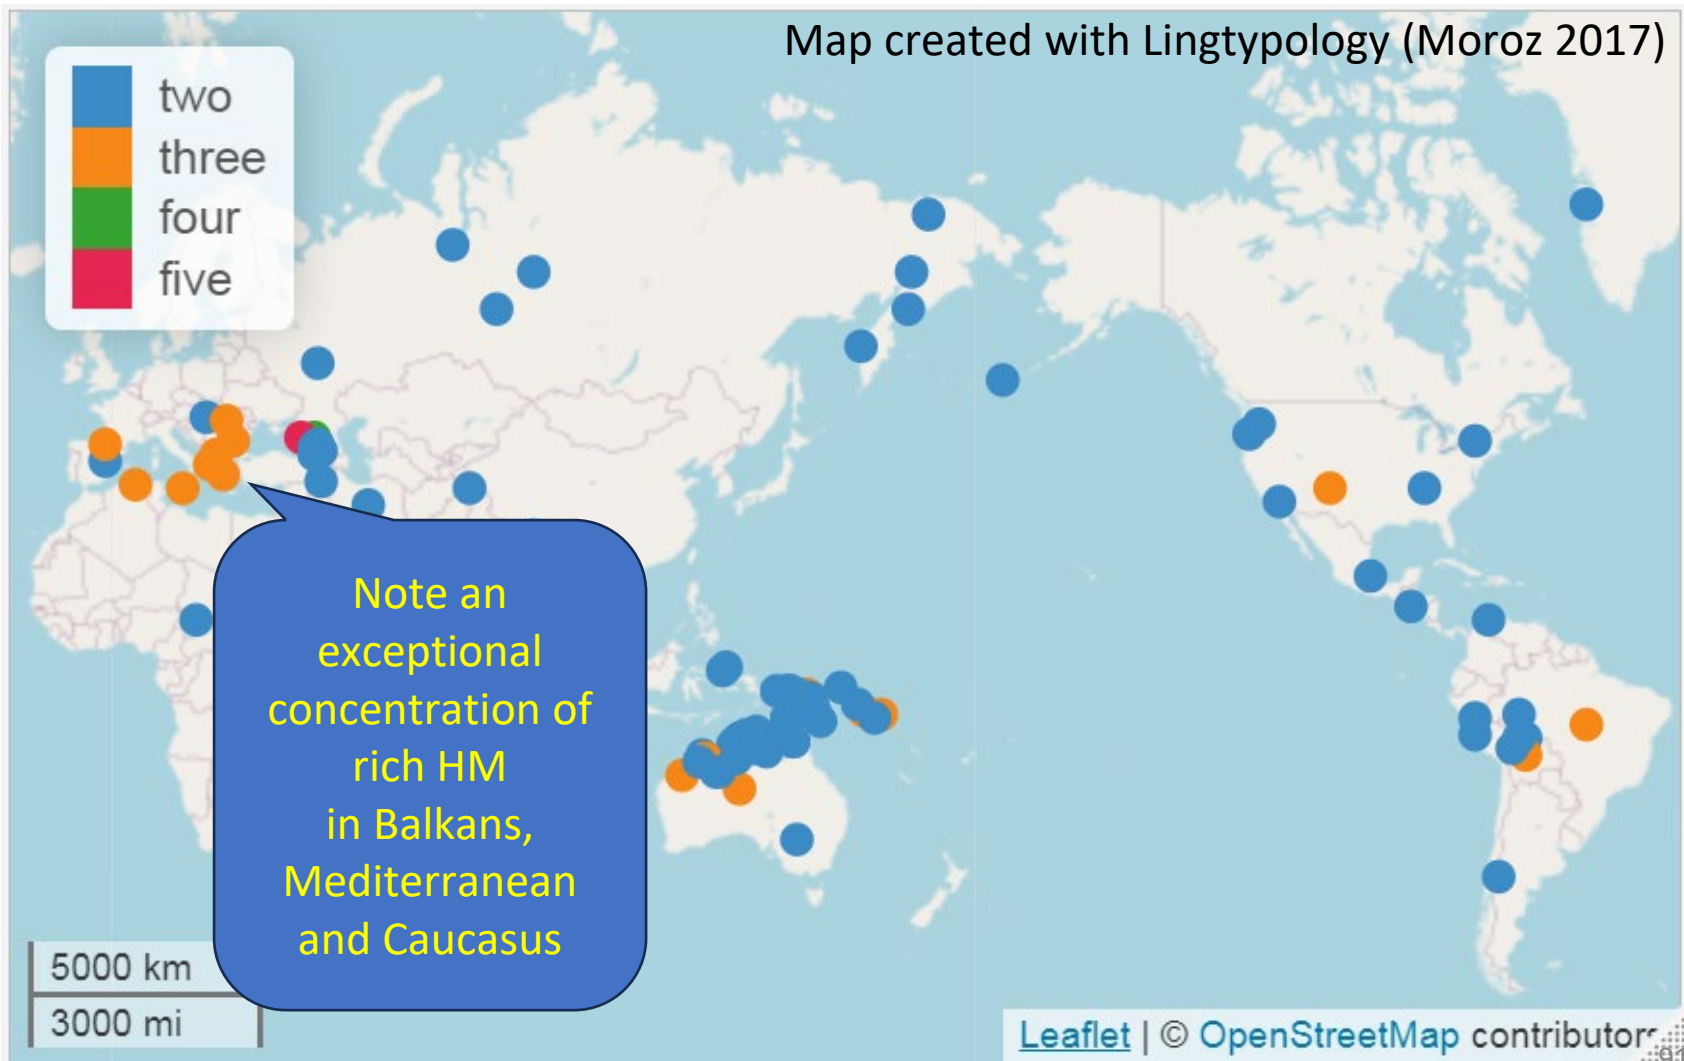 Map created with Lingtypology (Moroz 2017)
two
three
four
five
Note an
exceptional
concentration of
rich HM
in Balkans,
Mediterranean
and Caucasus
5000 km
3000 mi
Leaflet | © OpenStreetMap contributors